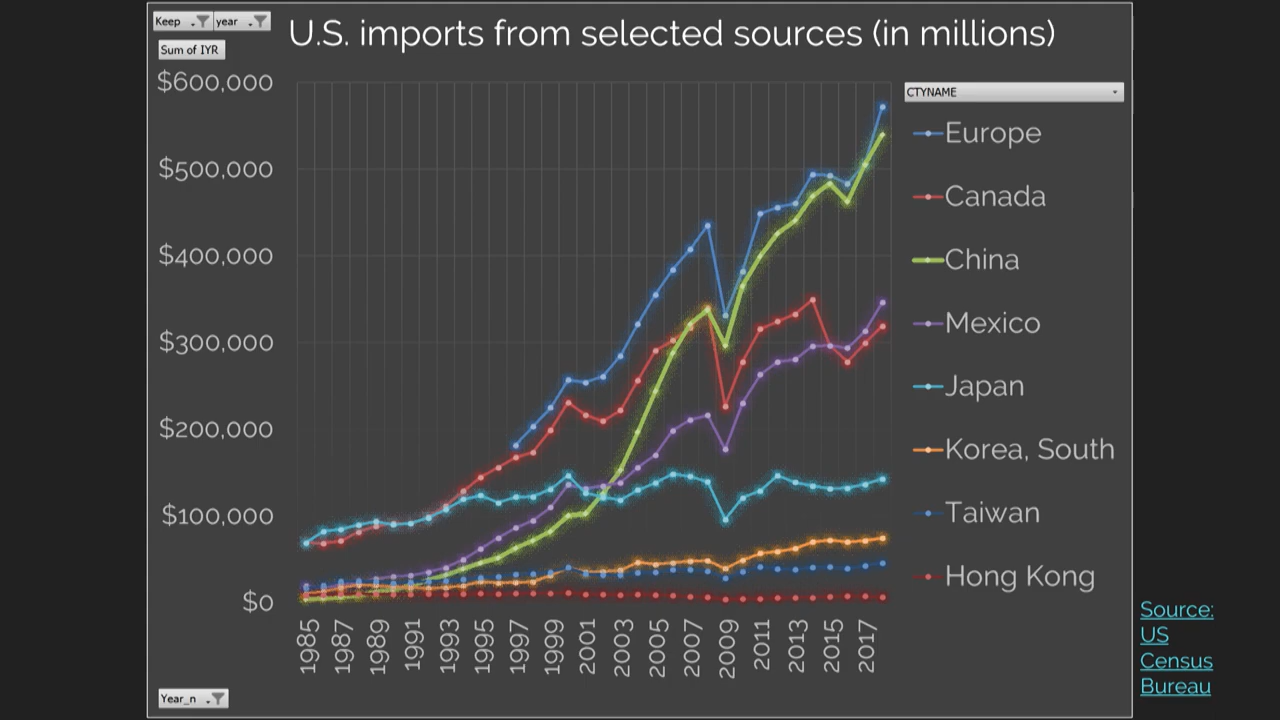 Keep
year
U.S. imports from selected sources (in millions)
Sum of IYR
$600,000
$500,000
$400,000
$300,000
$200,000
$100,000
$0
CTYNAME
Europe
Canada
China
Mexico
Japan
Korea, South
Taiwan
Hong Kong
1985
1987
1989
1991
1993
1995
1997
1999
2001
2003
2005
2007
2009
2011
2013
2015
2017
Year_n
Source:
US
Census
Bureau